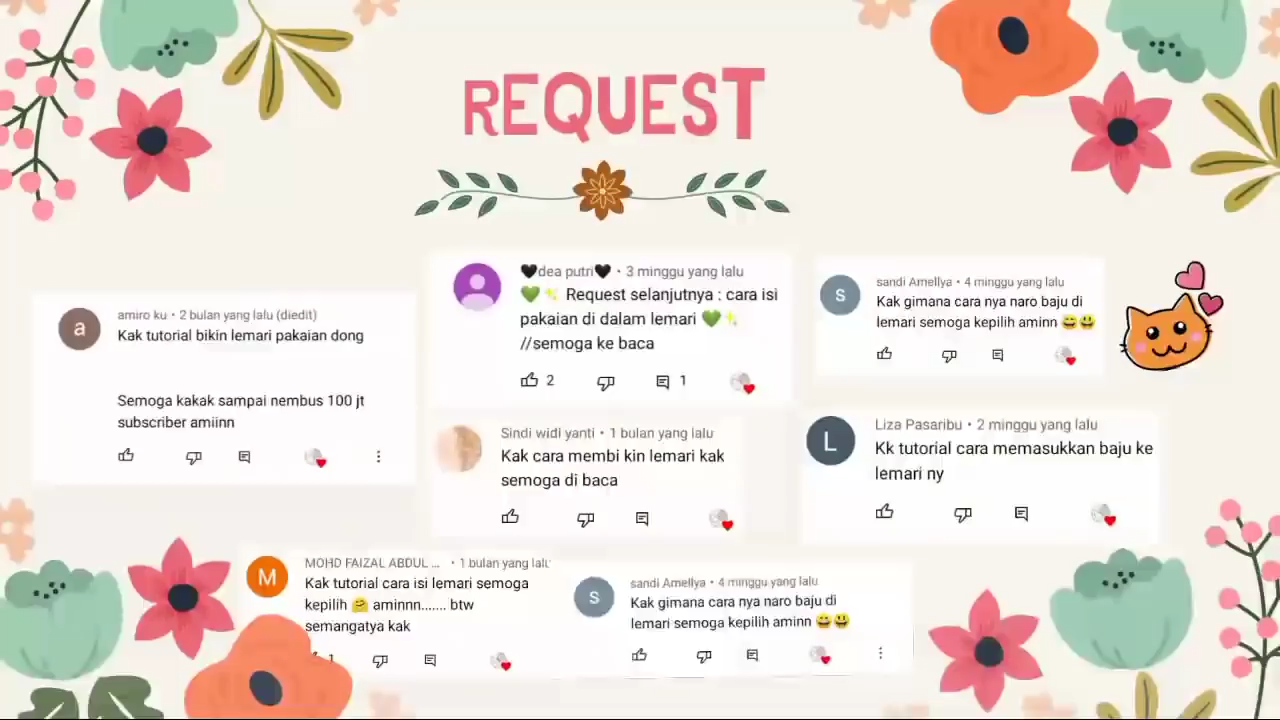 REQUEST
amiro ku • 2 bulan yang lalu (diedit)
Kak tutorial bikin lemari pakaian dong
Semoga kakak sampai nembus 100 jt
subscriber amiinn
🖤dea putri🖤 • 3 minggu yang lalu
💚✨ Request selanjutnya : cara isi
pakaian di dalam lemari 💚✨
//semoga ke baca
2 1
sandi Amellya • 4 minggu yang lalu
Kak gimana cara nya naro baju di
lemari semoga kepilih aminn 😄😃
Sindi widi yanti • 1 bulan yang lalu
Kak cara membi kin lemari kak
semoga di baca
Liza Pasaribu • 2 minggu yang lalu
Kk tutorial cara memasukkan baju ke
lemari ny
MOHD FAIZAL ABDUL ... • 1 bulan yang lalu
Kak tutorial cara isi lemari semoga
kepilih 🤗 aminnn....... btw
semangatya kak
1
sandi Amellya • 4 minggu yang lalu
Kak gimana cara nya naro baju di
lemari semoga kepilih aminn 😄😃
a
S
L
M
S